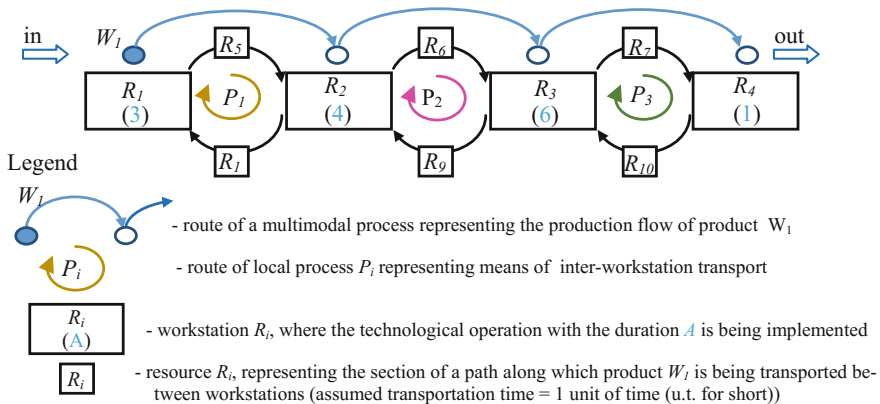 in
W1
R5
R6
R7
out
R1
(3)
P1
R2
(4)
P2
R3
(6)
P3
R4
(1)
R1
R9
R10
Legend
W1
- route of a multimodal process representing the production flow of product W1
Pi
- route of local process Pi representing means of inter-workstation transport
Ri
(A)
- workstation Ri, where the technological operation with the duration A is being implemented
Ri
- resource Ri, representing the section of a path along which product W1 is being transported be-
tween workstations (assumed transportation time = 1 unit of time (u.t. for short))